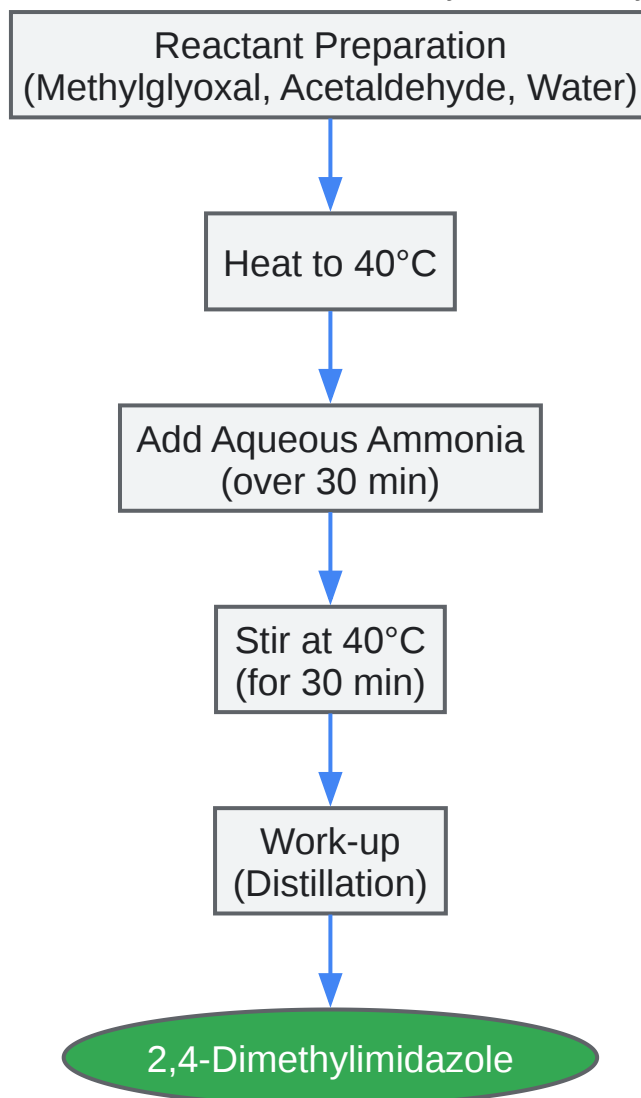 Reactant Preparation
(Methylglyoxal, Acetaldehyde, Water)
Heat to 40°C
Add Aqueous Ammonia
(over 30 min)
Stir at 40°C
(for 30 min)
Work-up
(Distillation)
2,4-Dimethylimidazole